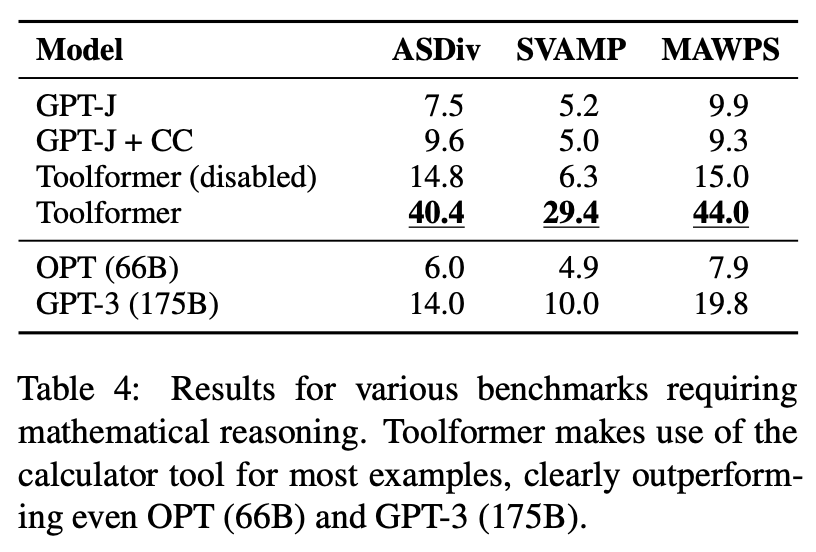 Model ASDiv SVAMP MAWPS
GPT-J 7.5 5.2 9.9
GPT-J + CC 9.6 5.0 9.3
Toolformer (disabled) 14.8 6.3 15.0
Toolformer 40.4 29.4 44.0
OPT (66B) 6.0 4.9 7.9
GPT-3 (175B) 14.0 10.0 19.8
Table 4: Results for various benchmarks requiring
mathematical reasoning. Toolformer makes use of the
calculator tool for most examples, clearly outperform-
ing even OPT (66B) and GPT-3 (175B).